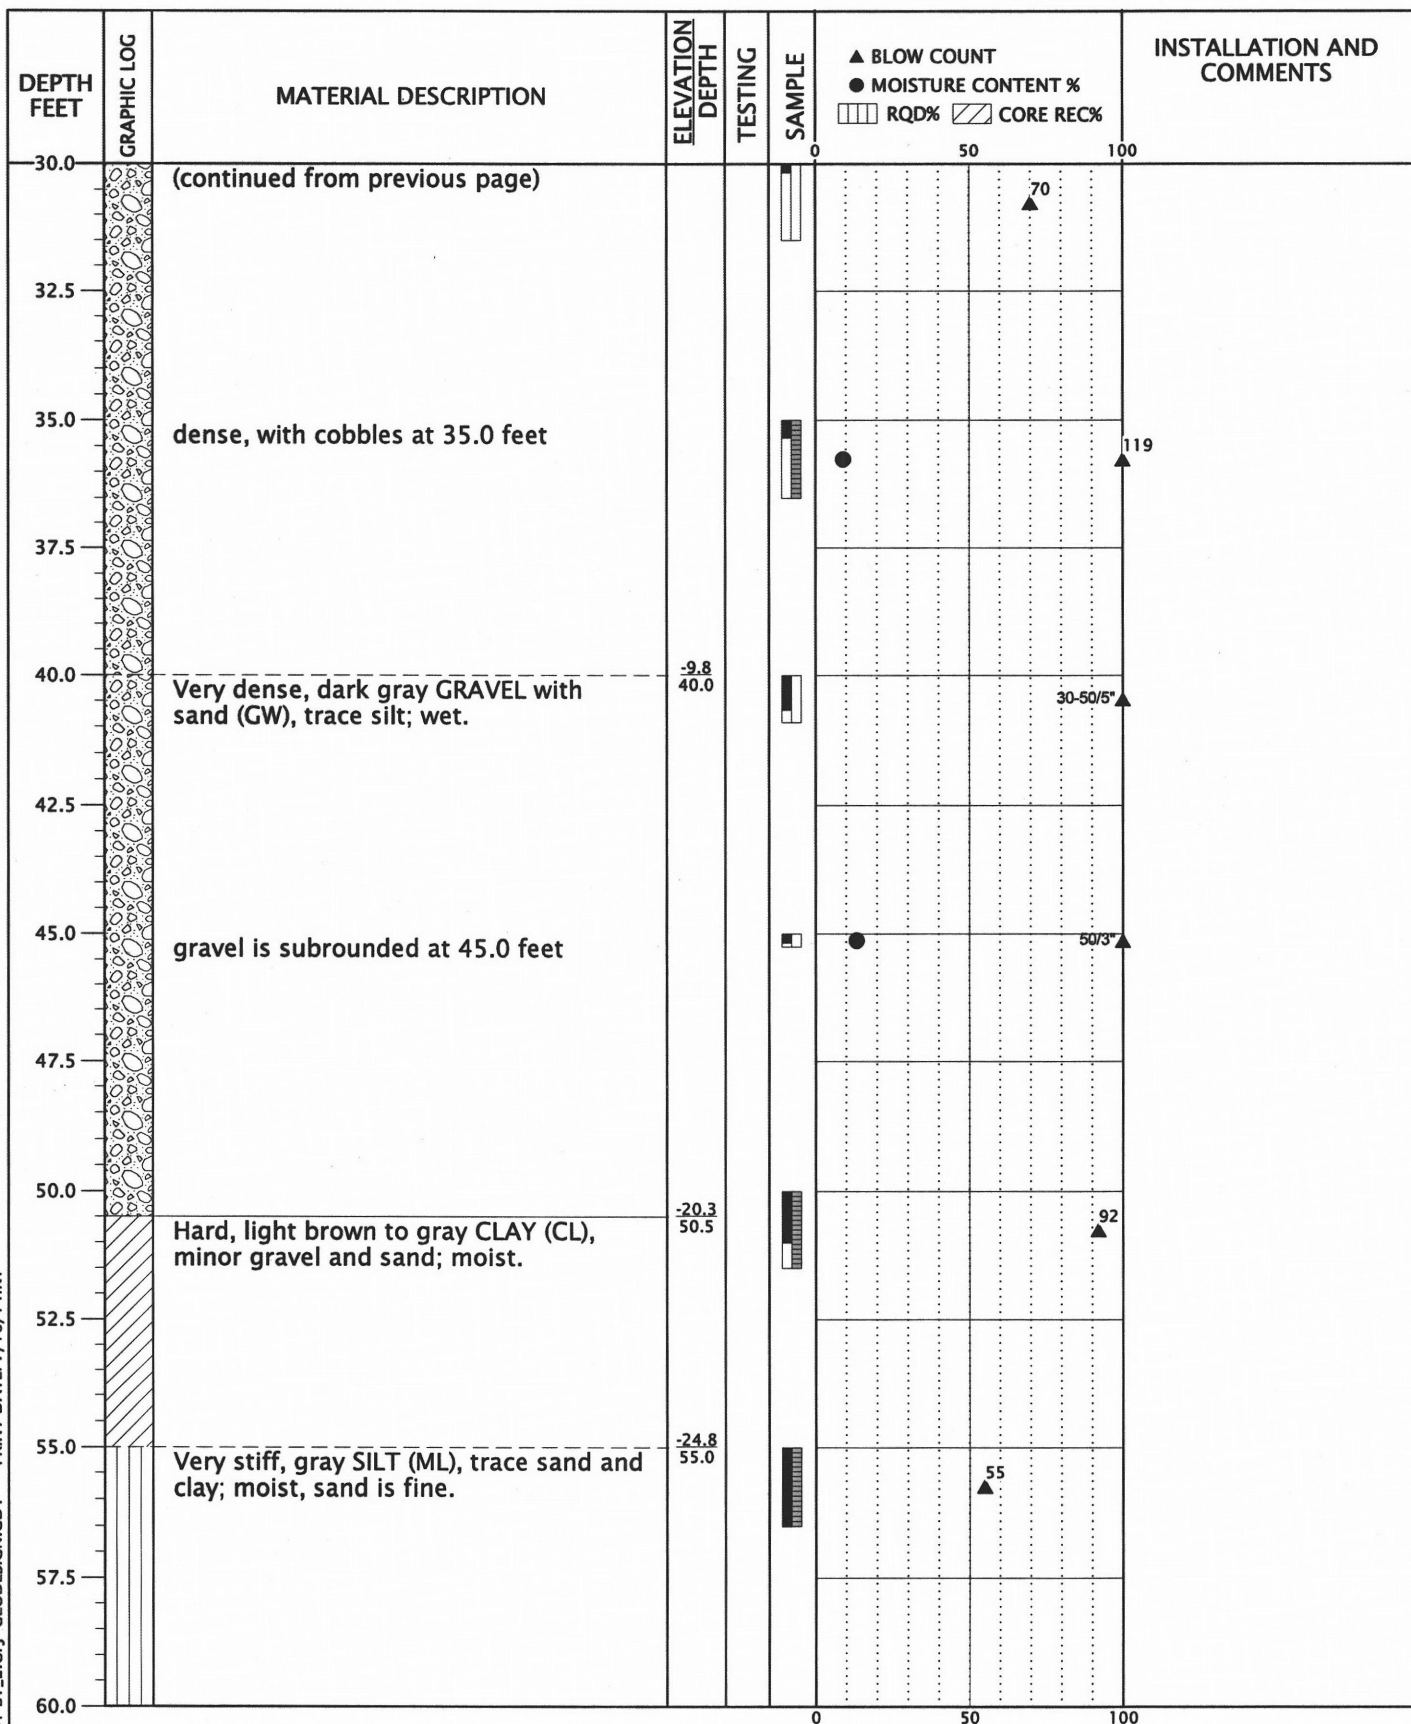 DEPTH
FEET
GRAPHIC LOG
MATERIAL DESCRIPTION
ELEVATION
DEPTH
TESTING
SAMPLE
▲ BLOW COUNT
● MOISTURE CONTENT %
RQD% CORE REC%
INSTALLATION AND
COMMENTS
0 50 100
30.0
(continued from previous page)
70
32.5
35.0
dense, with cobbles at 35.0 feet
119
37.5
40.0
-9.8
40.0
Very dense, dark gray GRAVEL with
sand (GW), trace silt; wet.
30-50/5"
42.5
45.0
gravel is subrounded at 45.0 feet
50/3"
47.5
50.0
-20.3
50.5
Hard, light brown to gray CLAY (CL),
minor gravel and sand; moist.
92
52.5
55.0
-24.8
55.0
Very stiff, gray SILT (ML), trace sand and
clay; moist, sand is fine.
55
57.5
60.0
0 50 100